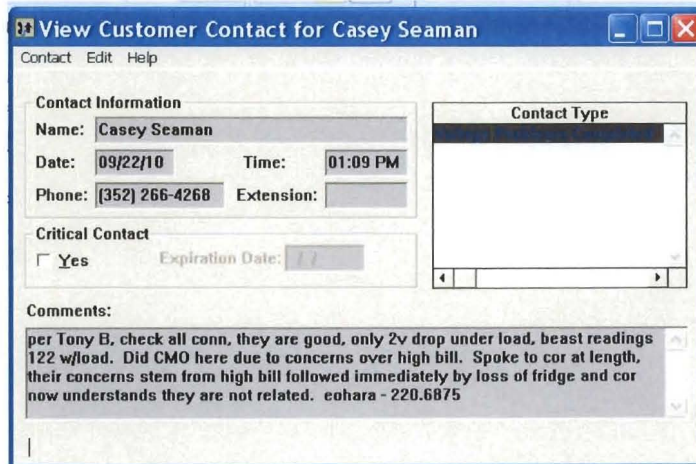 View Customer Contact for Casey Seaman
Contact Edit Help
Contact Information
Name: Casey Seaman
Date: 09/22/10 Time: 01:09 PM
Phone: (352) 266-4268 Extension:
Contact Type
Critical Contact
Yes Expiration Date: / /
Comments:
per Tony B, check all conn, they are good, only 2v drop under load, beast readings
122 w/load. Did CMO here due to concerns over high bill. Spoke to cor at length,
their concerns stem from high bill followed immediately by loss of fridge and cor
now understands they are not related. eohara - 220.6875